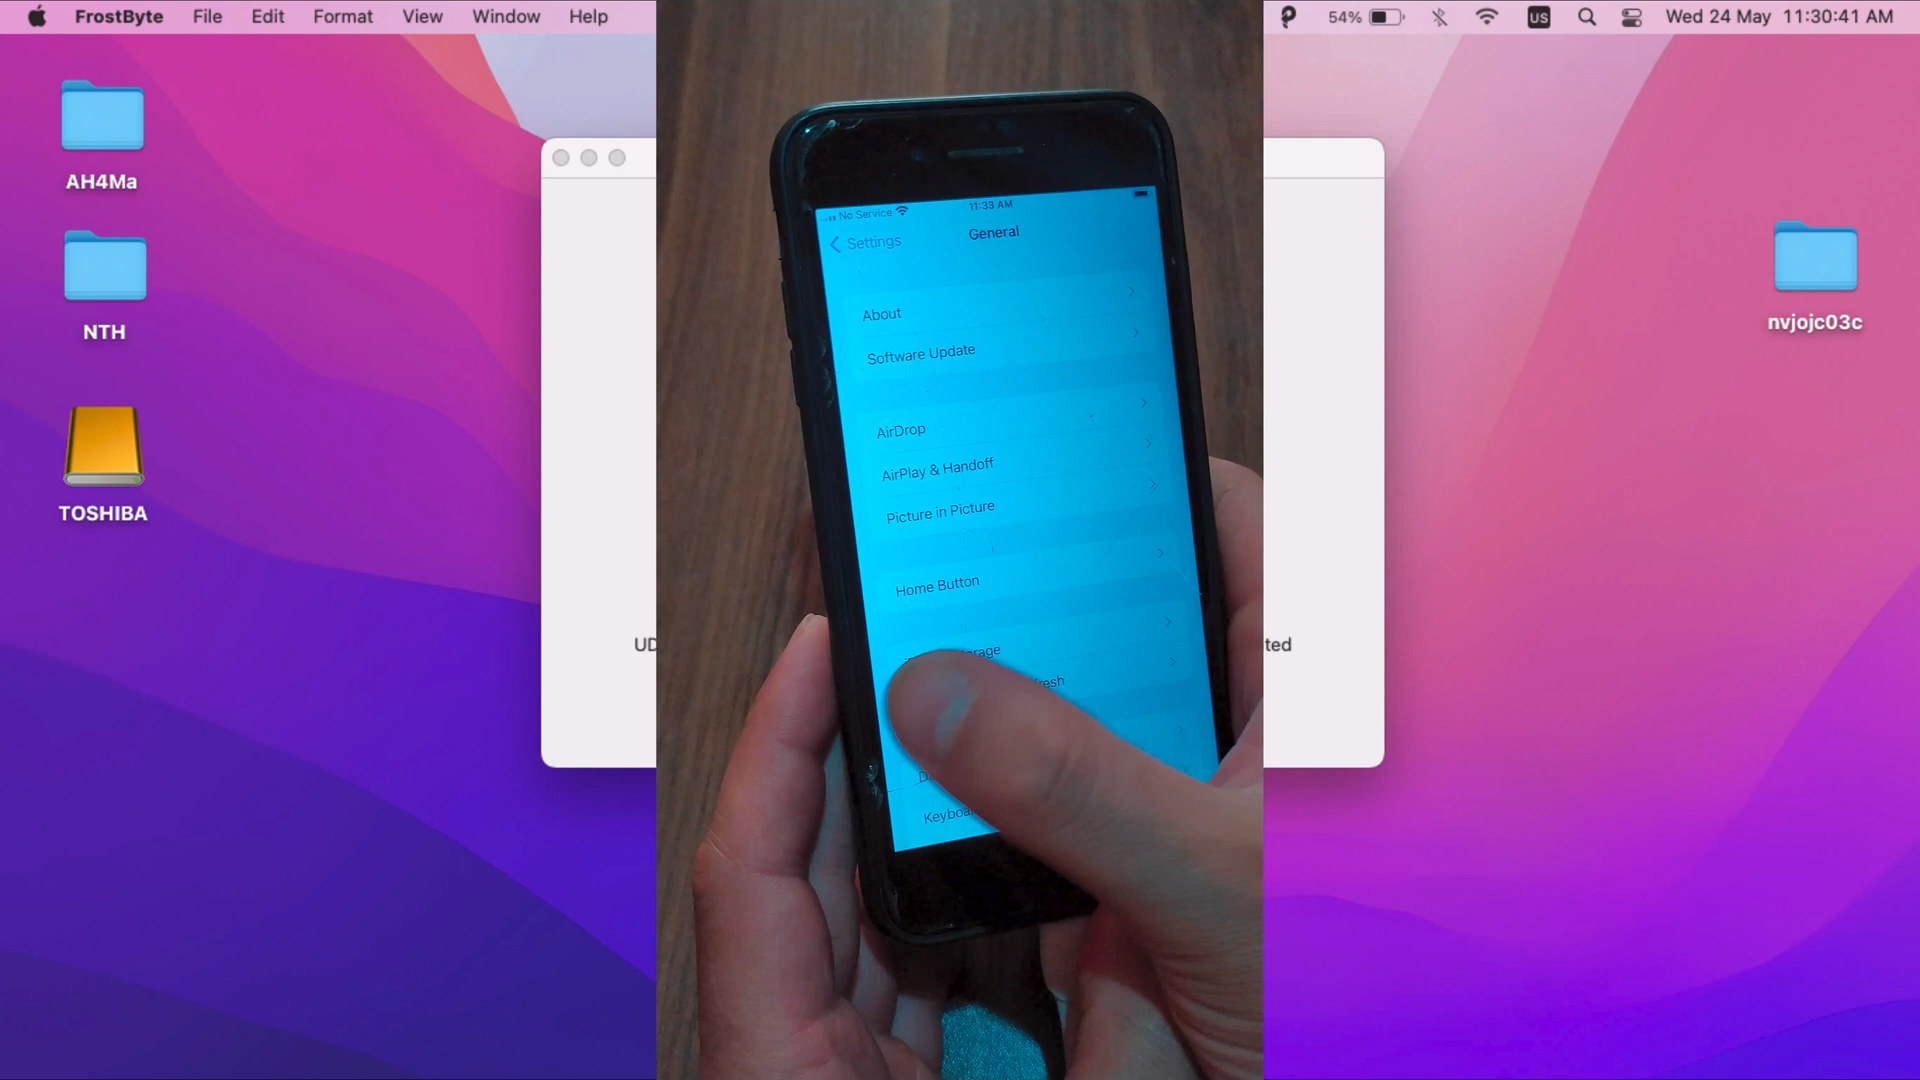 FrostByte File Edit Format View Window Help
54% US Wed 24 May 11:30:41 AM
AH4Ma
NTH
TOSHIBA
nvjojc03c
No Service 11:33 AM
Settings General
About
Software Update
AirDrop
AirPlay & Handoff
Picture in Picture
Home Button